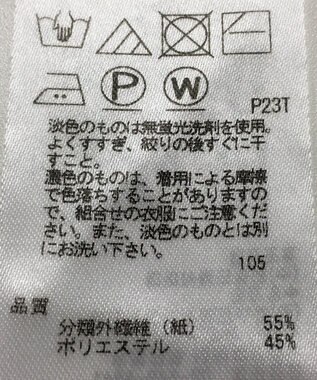 P
W
P23T
淡色のものは無蛍光洗剤を使用。
よくすすぎ、絞りの後すぐに干
すこと。
濃色のものは、着用による摩擦
で色落ちすることがありますの
で、組合せの衣服にご注意くだ
さい。また、淡色のものとは別
にお洗い下さい。
105
品質
分類外繊維（紙） 55%
ポリエステル 45%